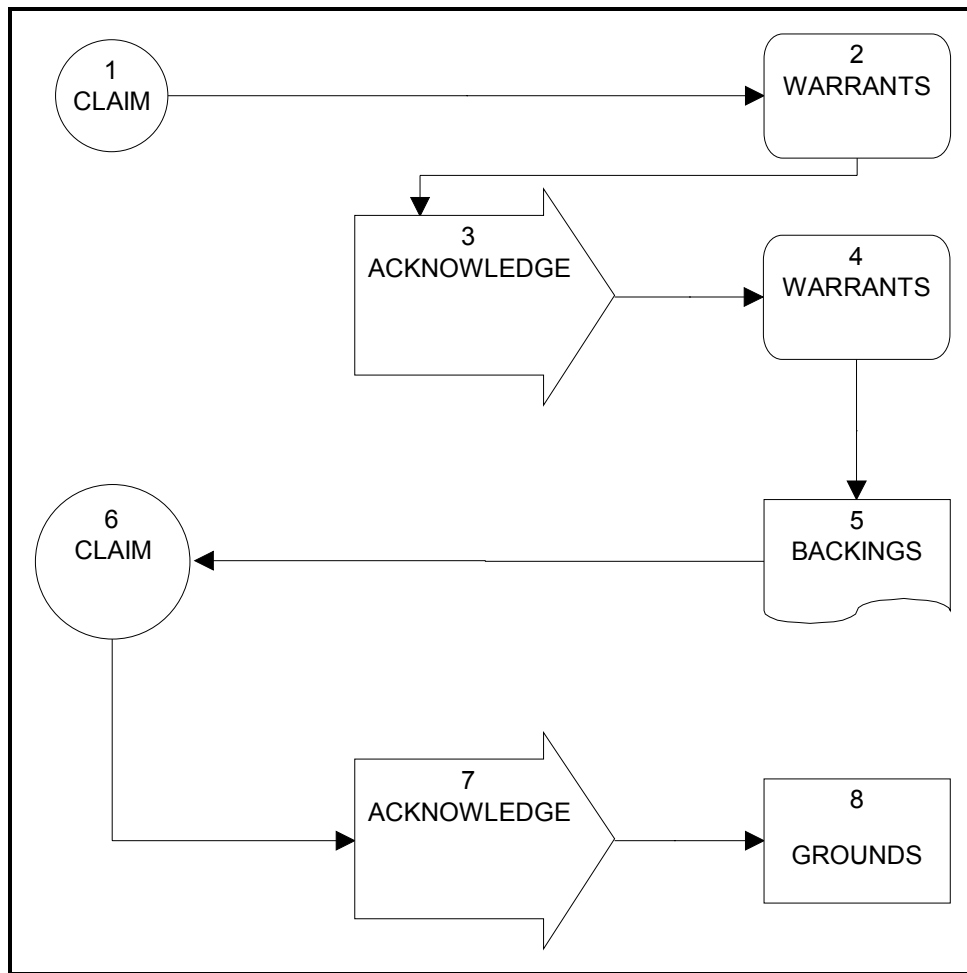 1
CLAIM
2
WARRANTS
3
ACKNOWLEDGE
4
WARRANTS
5
BACKINGS
6
CLAIM
7
ACKNOWLEDGE
8
GROUNDS